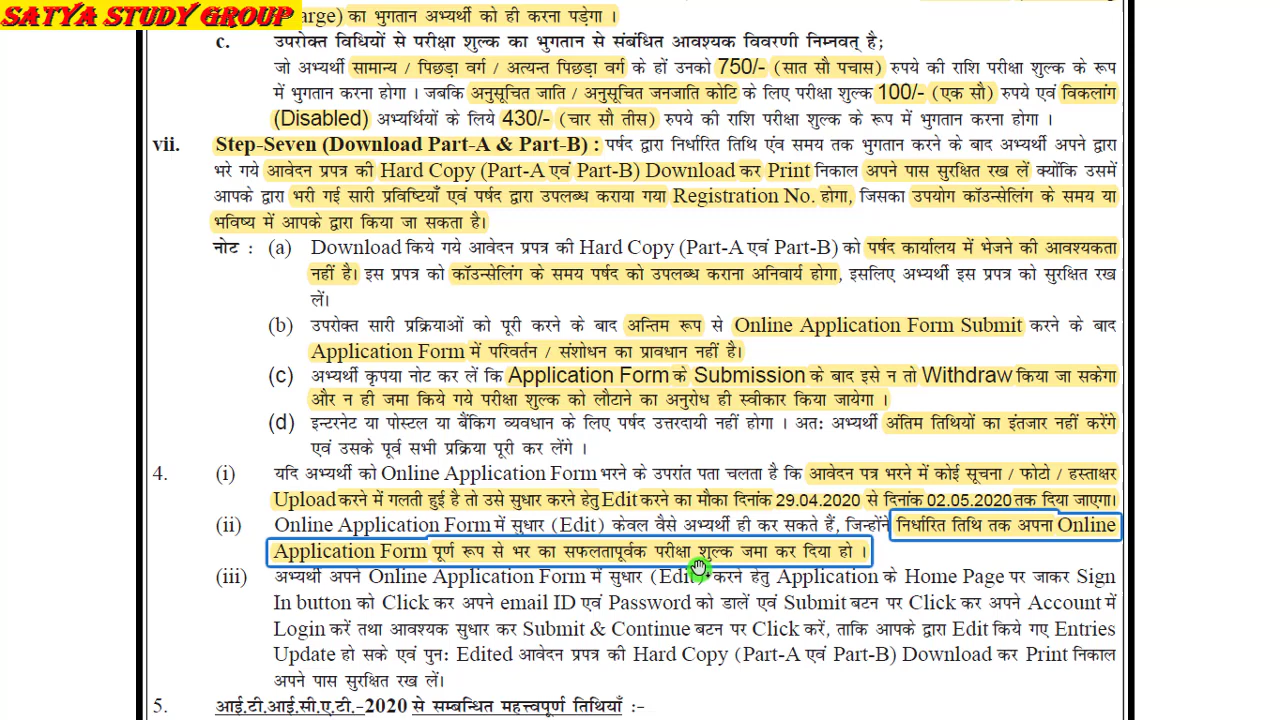 SATYA STUDY GROUP
arge) का भुगतान अभ्यर्थी को ही करना पड़ेगा ।
c. उपरोक्त विधियों से परीक्षा शुल्क का भुगतान से संबंधित आवश्यक विवरणी निम्नवत् है;
जो अभ्यर्थी सामान्य / पिछड़ा वर्ग / अत्यन्त पिछड़ा वर्ग के हों उनको 750/- (सात सौ पचास) रुपये की राशि परीक्षा शुल्क के रूप
में भुगतान करना होगा । जबकि अनुसूचित जाति / अनुसूचित जनजाति कोटि के लिए परीक्षा शुल्क 100/- (एक सौ) रुपये एवं विकलांग
(Disabled) अभ्यर्थियों के लिये 430/- (चार सौ तीस) रुपये की राशि परीक्षा शुल्क के रूप में भुगतान करना होगा ।
vii. Step-Seven (Download Part-A & Part-B) : पर्षद द्वारा निर्धारित तिथि एंव समय तक भुगतान करने के बाद अभ्यर्थी अपने द्वारा
भरे गये आवेदन प्रपत्र की Hard Copy (Part-A एवं Part-B) Download कर Print निकाल अपने पास सुरक्षित रख लें क्योंकि उसमें
आपके द्वारा भरी गई सारी प्रविष्टियाँ एवं पर्षद द्वारा उपलब्ध कराया गया Registration No. होगा, जिसका उपयोग कॉउन्सेलिंग के समय या
भविष्य में आपके द्वारा किया जा सकता है।
नोट : (a) Download किये गये आवेदन प्रपत्र की Hard Copy (Part-A एवं Part-B) को पर्षद कार्यालय में भेजने की आवश्यकता
नहीं है। इस प्रपत्र को कॉउन्सेलिंग के समय पर्षद को उपलब्ध कराना अनिवार्य होगा, इसलिए अभ्यर्थी इस प्रपत्र को सुरक्षित रख
लें।
(b) उपरोक्त सारी प्रक्रियाओं को पूरी करने के बाद अन्तिम रूप से Online Application Form Submit करने के बाद
Application Form में परिवर्तन / संशोधन का प्रावधान नहीं है।
(c) अभ्यर्थी कृपया नोट कर लें कि Application Form के Submission के बाद इसे न तो Withdraw किया जा सकेगा
और न ही जमा किये गये परीक्षा शुल्क को लौटाने का अनुरोध ही स्वीकार किया जायेगा ।
(d) इन्टरनेट या पोस्टल या बैंकिग व्यवधान के लिए पर्षद उत्तरदायी नहीं होगा । अतः अभ्यर्थी अंतिम तिथियों का इंतजार नहीं करेंगे
एवं उसके पूर्व सभी प्रक्रिया पूरी कर लेंगे ।
4. (i) यदि अभ्यर्थी को Online Application Form भरने के उपरांत पता चलता है कि आवेदन पत्र भरने में कोई सूचना / फोटो / हस्ताक्षर
Upload करने में गलती हुई है तो उसे सुधार करने हेतु Edit करने का मौका दिनांक 29.04.2020 से दिनांक 02.05.2020 तक दिया जाएगा।
(ii) Online Application Form में सुधार (Edit) केवल वैसे अभ्यर्थी ही कर सकते हैं, जिन्होंने निर्धारित तिथि तक अपना Online
Application Form पूर्ण रूप से भर का सफलतापूर्वक परीक्षा शुल्क जमा कर दिया हो ।
(iii) अभ्यर्थी अपने Online Application Form में सुधार (Edit) करने हेतु Application के Home Page पर जाकर Sign
In button को Click कर अपने email ID एवं Password को डालें एवं Submit बटन पर Click कर अपने Account में
Login करें तथा आवश्यक सुधार कर Submit & Continue बटन पर Click करें, ताकि आपके द्वारा Edit किये गए Entries
Update हो सके एवं पुनः Edited आवेदन प्रपत्र की Hard Copy (Part-A एवं Part-B) Download कर Print निकाल
अपने पास सुरक्षित रख लें।
5. आई.टी.आई.सी.ए.टी.-2020 से सम्बन्धित महत्त्वपूर्ण तिथियाँ :-